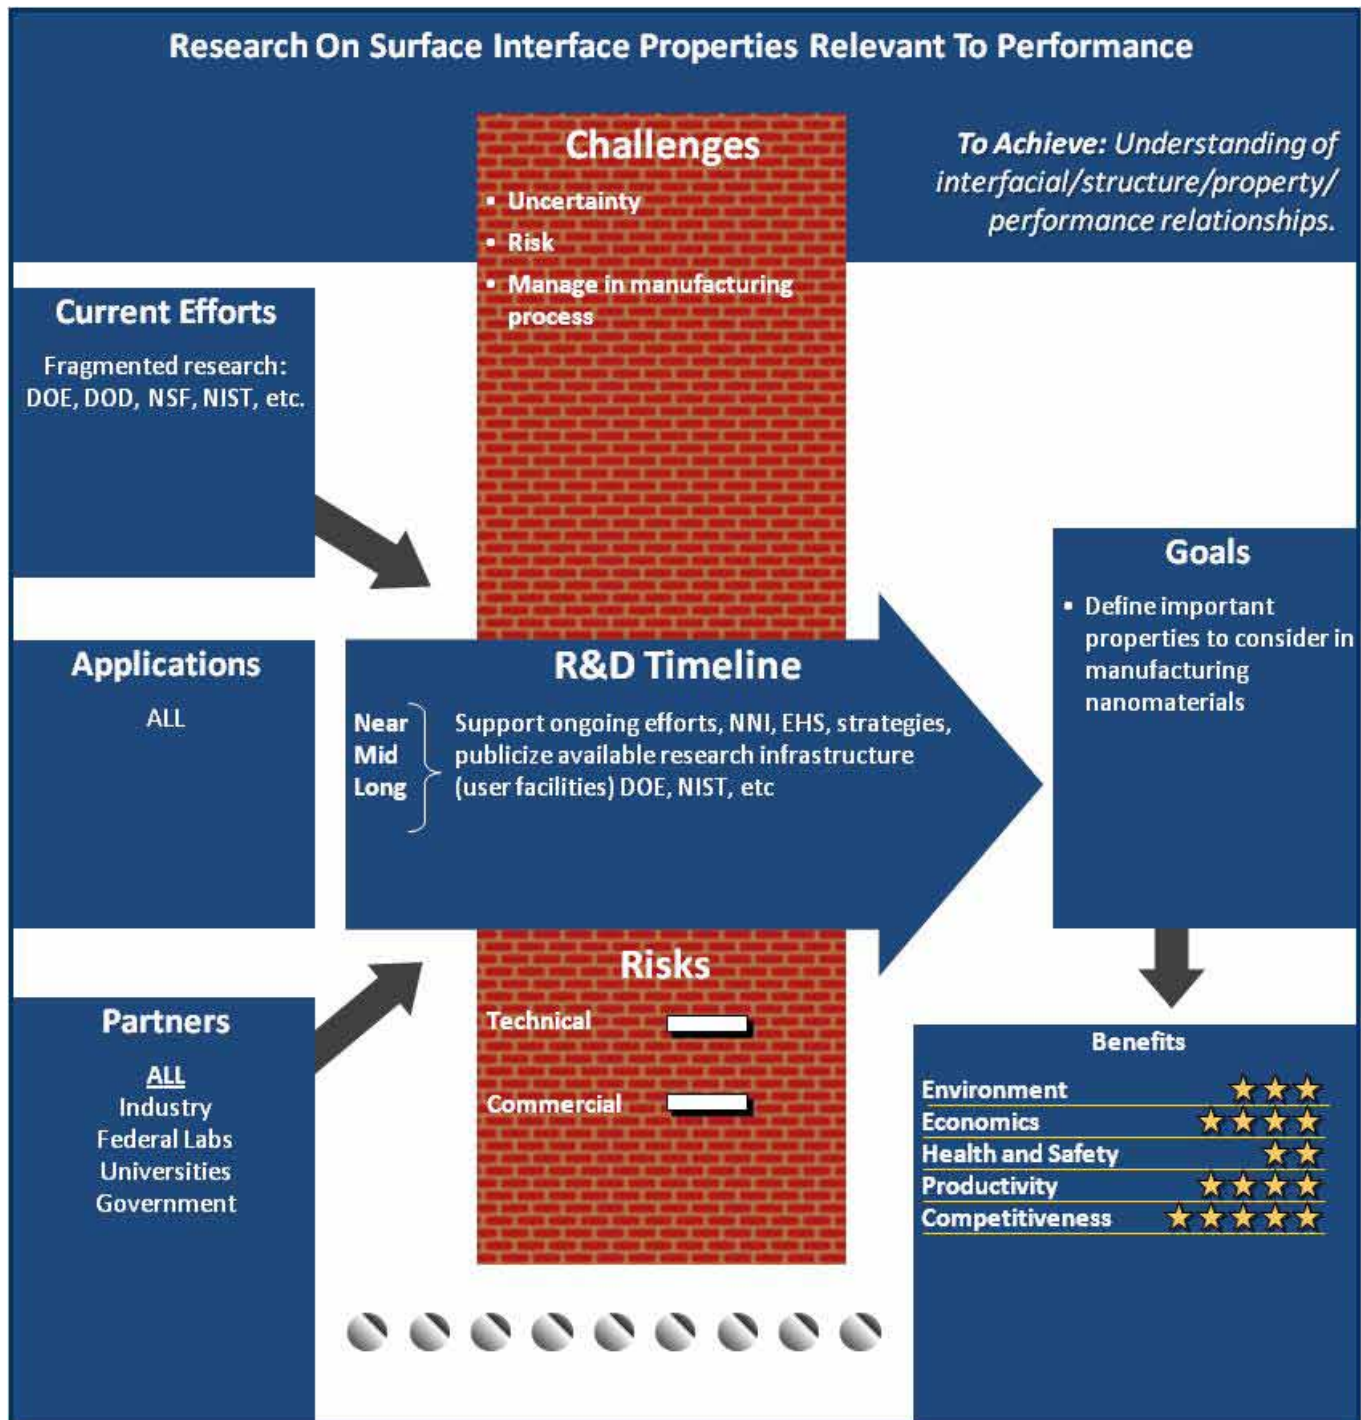 Research On Surface Interface Properties Relevant To Performance
To Achieve: Understanding of
interfacial/structure/property/
performance relationships.
Challenges
▪ Uncertainty
▪ Risk
▪ Manage in manufacturing
process
Current Efforts
Fragmented research:
DOE, DOD, NSF, NIST, etc.
Applications
ALL
Partners
ALL
Industry
Federal Labs
Universities
Government
R&D Timeline
Near
Mid
Long
Support ongoing efforts, NNI, EHS, strategies,
publicize available research infrastructure
(user facilities) DOE, NIST, etc
Risks
Technical
Commercial
Goals
▪ Define important
properties to consider in
manufacturing
nanomaterials
Benefits
Environment
Economics
Health and Safety
Productivity
Competitiveness